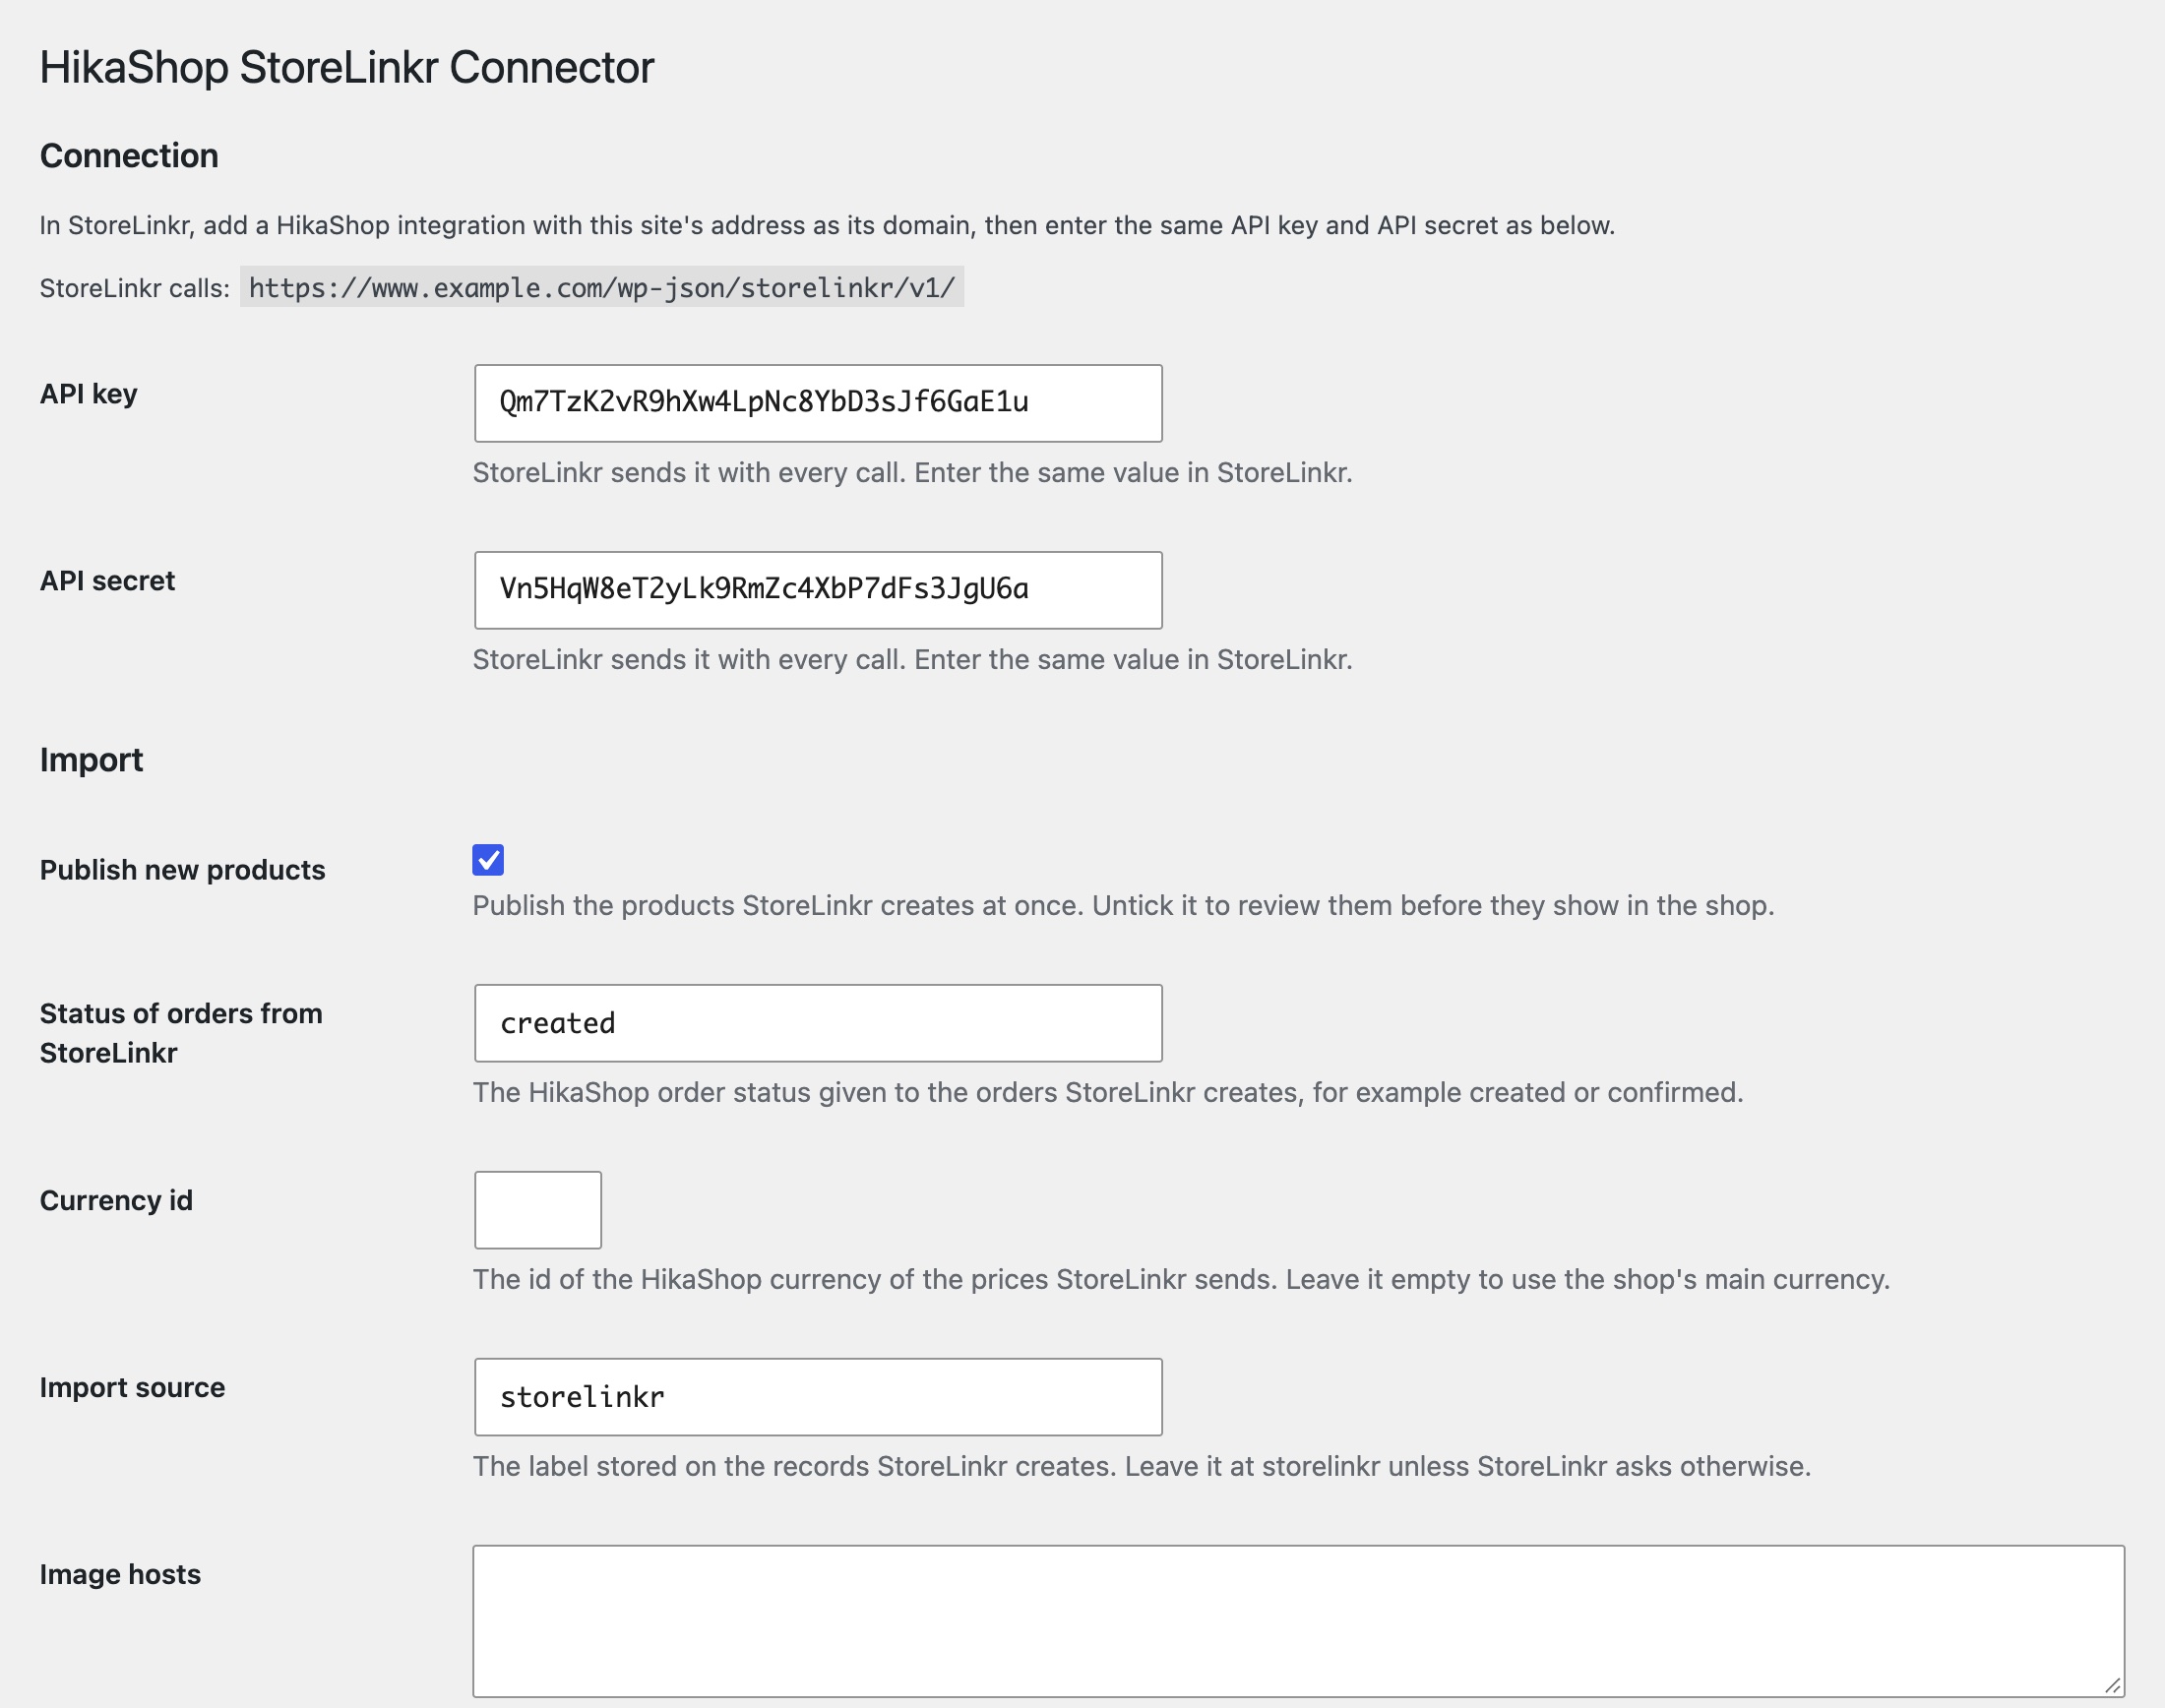 HikaShop StoreLinkr Connector
Connection
In StoreLinkr, add a HikaShop integration with this site's address as its domain, then enter the same API key and API secret as below.
StoreLinkr calls: https://www.example.com/wp-json/storelinkr/v1/
API key
Qm7TzK2vR9hXw4LpNc8YbD3sJf6GaE1u
StoreLinkr sends it with every call. Enter the same value in StoreLinkr.
API secret
Vn5HqW8eT2yLk9RmZc4XbP7dFs3JgU6a
StoreLinkr sends it with every call. Enter the same value in StoreLinkr.
Import
Publish new products
Publish the products StoreLinkr creates at once. Untick it to review them before they show in the shop.
Status of orders from
StoreLinkr
created
The HikaShop order status given to the orders StoreLinkr creates, for example created or confirmed.
Currency id
The id of the HikaShop currency of the prices StoreLinkr sends. Leave it empty to use the shop's main currency.
Import source
storelinkr
The label stored on the records StoreLinkr creates. Leave it at storelinkr unless StoreLinkr asks otherwise.
Image hosts